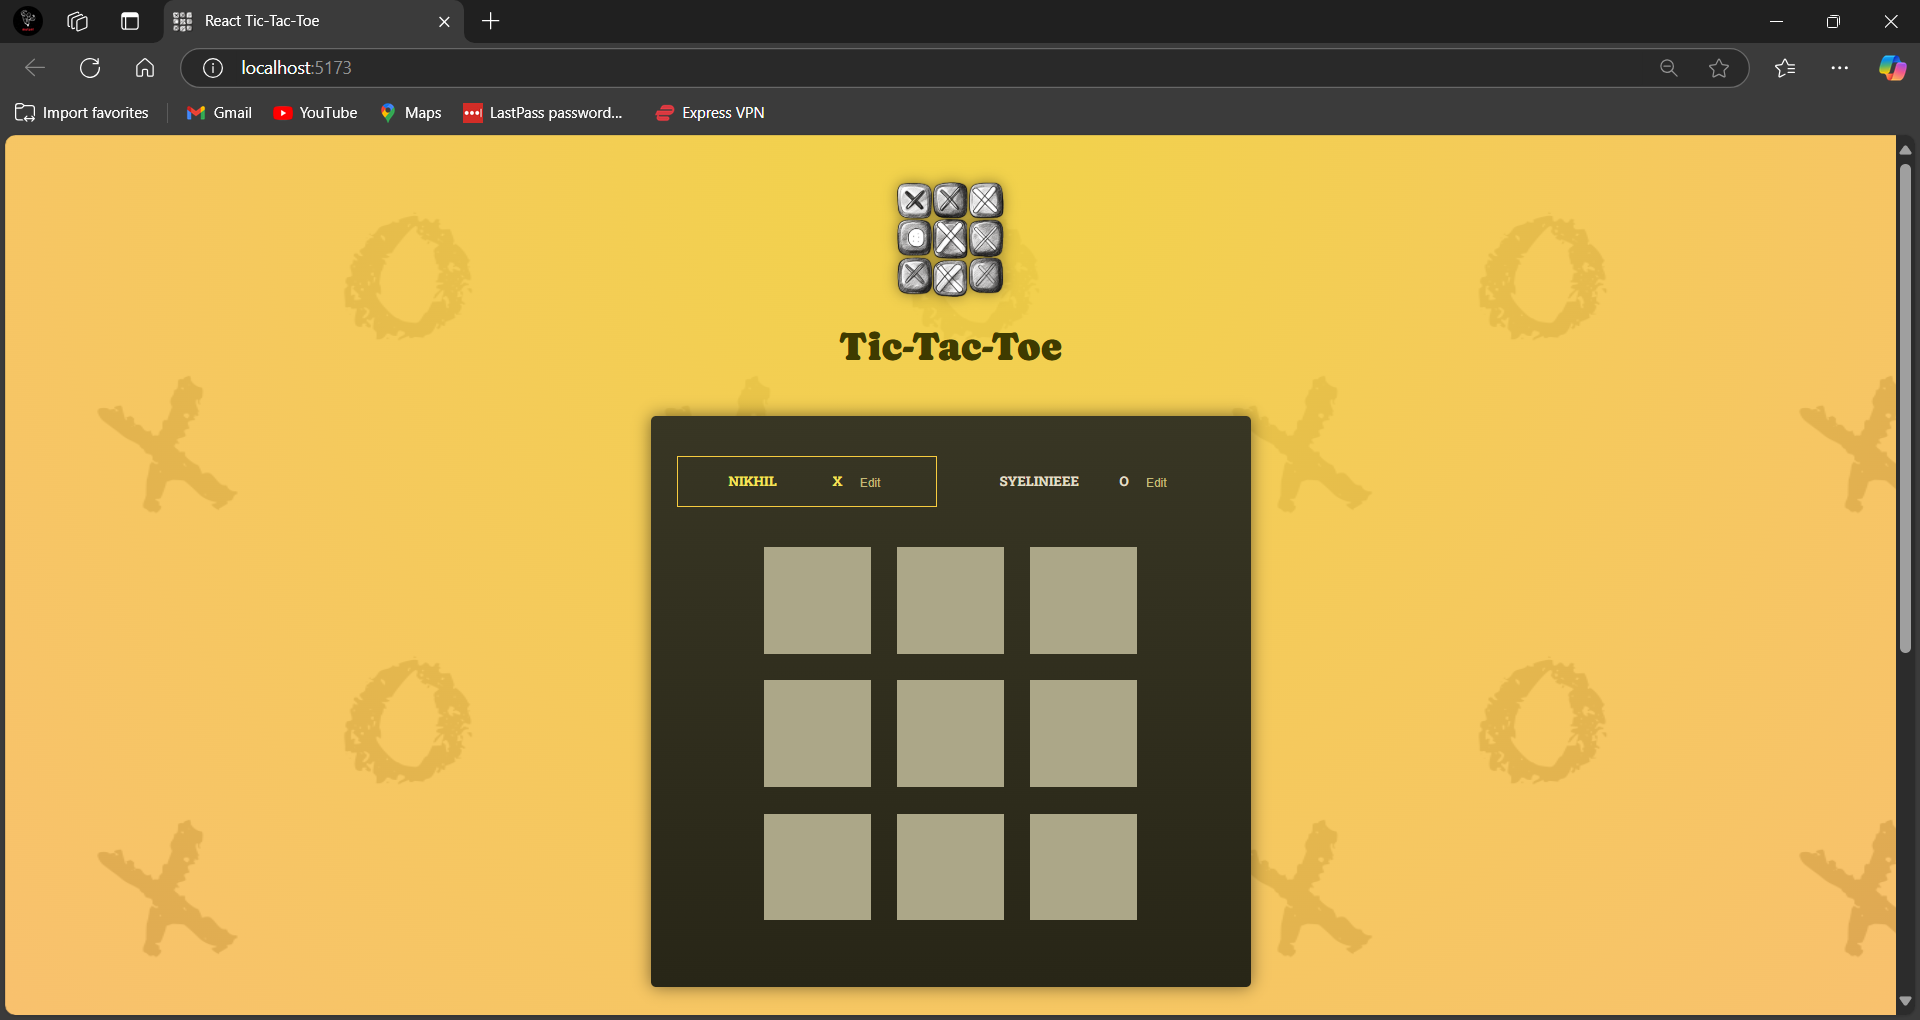 React Tic-Tac-Toe
localhost:5173
Import favorites Gmail YouTube Maps LastPass password... Express VPN
Tic-Tac-Toe
NIKHIL X Edit SYELINIEEE O Edit